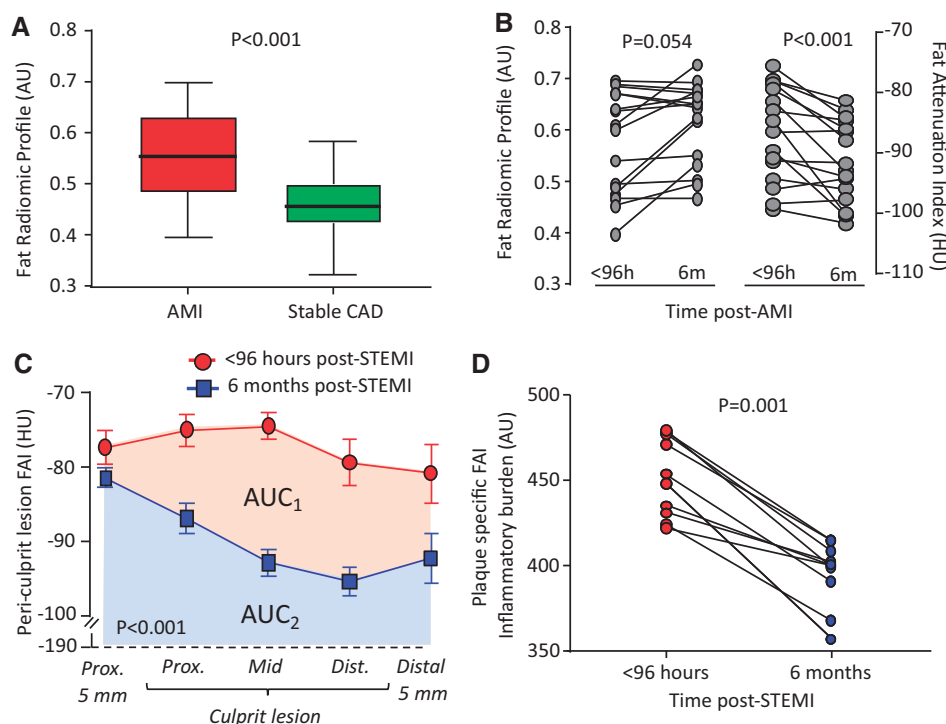 A
P<0.001
Fat Radiomic Profile (AU)
0.8
0.7
0.6
0.5
0.4
0.3
AMI
Stable CAD
B
P=0.054
P<0.001
Fat Radiomic Profile (AU)
0.8
0.7
0.6
0.5
0.4
0.3
-70
-80
-90
-100
-110
Fat Attenuation
Index (HU)
<96h
6m
<96h
6m
Time post-AMI
C
<96 hours post-STEMI
6 months post-STEMI
Peri-culprit lesion FAI (HU)
-70
-80
-90
-100
-190
AUC1
AUC2
P<0.001
Prox.
5 mm
Prox.
Mid
Dist.
Distal
5 mm
Culprit lesion
D
P=0.001
Plaque specific FAI
Inflammatory burden (AU)
500
450
400
350
<96 hours
6 months
Time post-STEMI